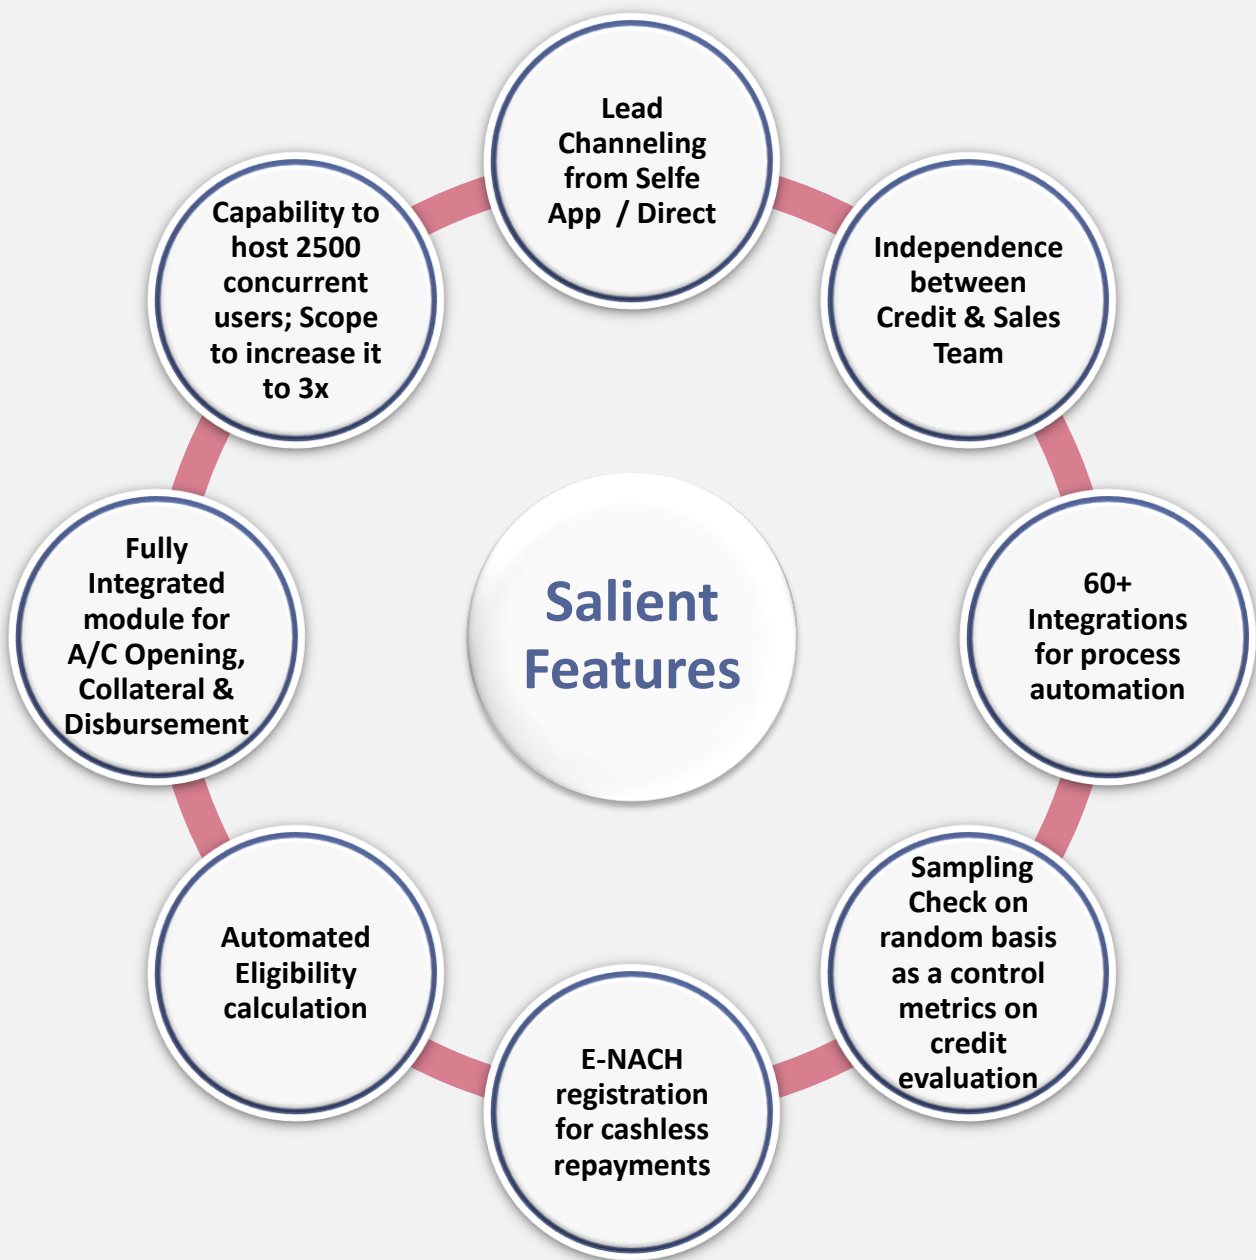 Lead
Channeling
from Selfe
App / Direct
Independence
between
Credit & Sales
Team
60+
Integrations
for process
automation
Sampling
Check on
random basis
as a control
metrics on
credit
evaluation
E-NACH
registration
for cashless
repayments
Automated
Eligibility
calculation
Fully
Integrated
module for
A/C Opening,
Collateral &
Disbursement
Capability to
host 2500
concurrent
users; Scope
to increase it
to 3x
Salient
Features